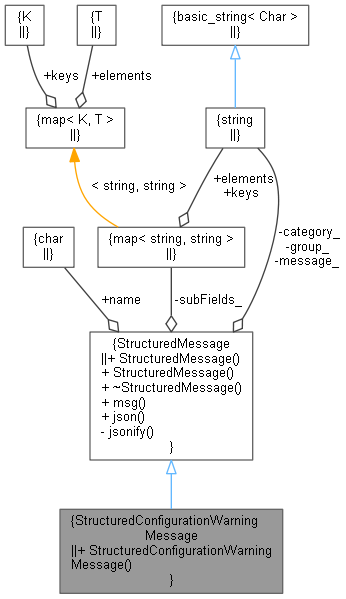 {K
||}
{T
||}
{basic_string< Char >
||}
+keys
+elements
{map< K, T >
||}
{string
||}
< string, string >
+elements
+keys
{char
||}
{map< string, string >
||}
-category_
-group_
-message_
+name
-subFields_
{StructuredMessage
||+ StructuredMessage()
+ StructuredMessage()
+ ~StructuredMessage()
+ msg()
+ json()
- jsonify()
}
{StructuredConfigurationWarning
Message
||+ StructuredConfigurationWarning
Message()
}